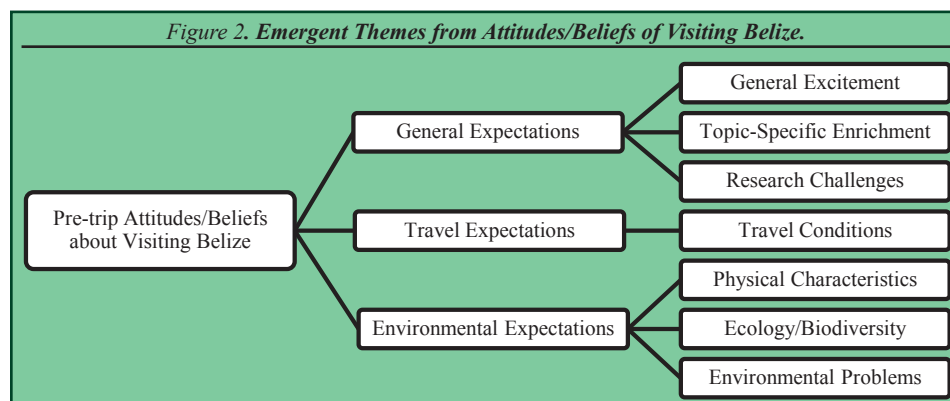 Figure 2. Emergent Themes from Attitudes/Beliefs of Visiting Belize.
Pre-trip Attitudes/Beliefs
about Visiting Belize
General Expectations
General Excitement
Topic-Specific Enrichment
Research Challenges
Travel Expectations
Travel Conditions
Environmental Expectations
Physical Characteristics
Ecology/Biodiversity
Environmental Problems